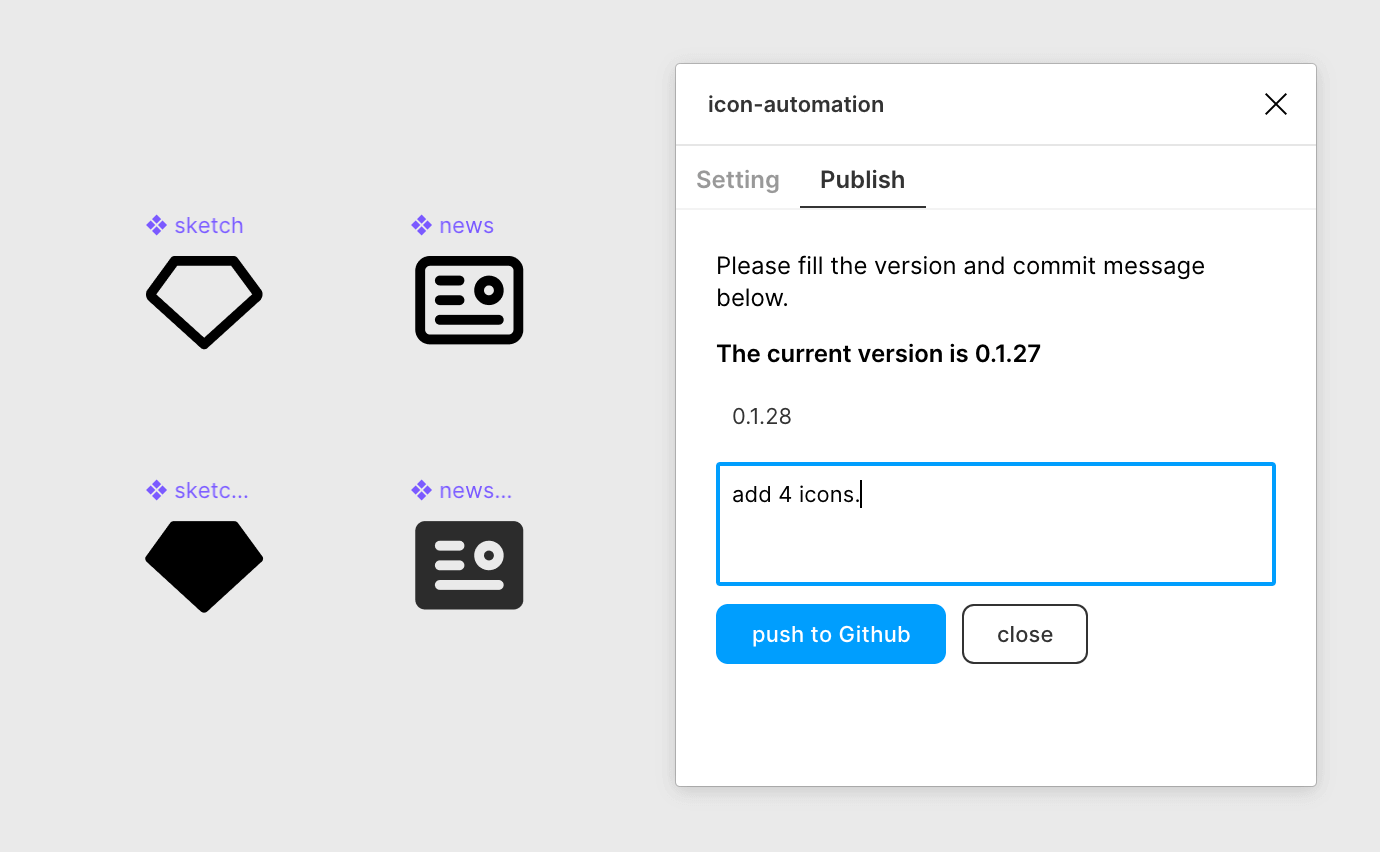 sketch
news
sketc...
news...
icon-automation
Setting
Publish
Please fill the version and commit message
below.
The current version is 0.1.27
0.1.28
add 4 icons.
push to Github
close